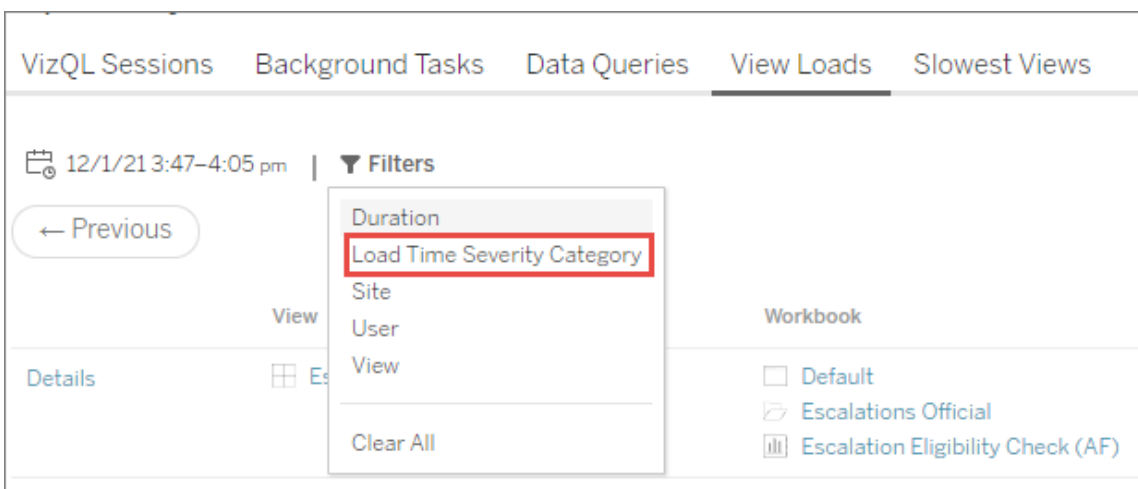 VizQL Sessions Background Tasks Data Queries View Loads Slowest Views
12/1/21 3:47–4:05 pm | Filters
← Previous
Duration
Load Time Severity Category
Site
User
View
Clear All
View Workbook
Details Es Default
Escalations Official
Escalation Eligibility Check (AF)